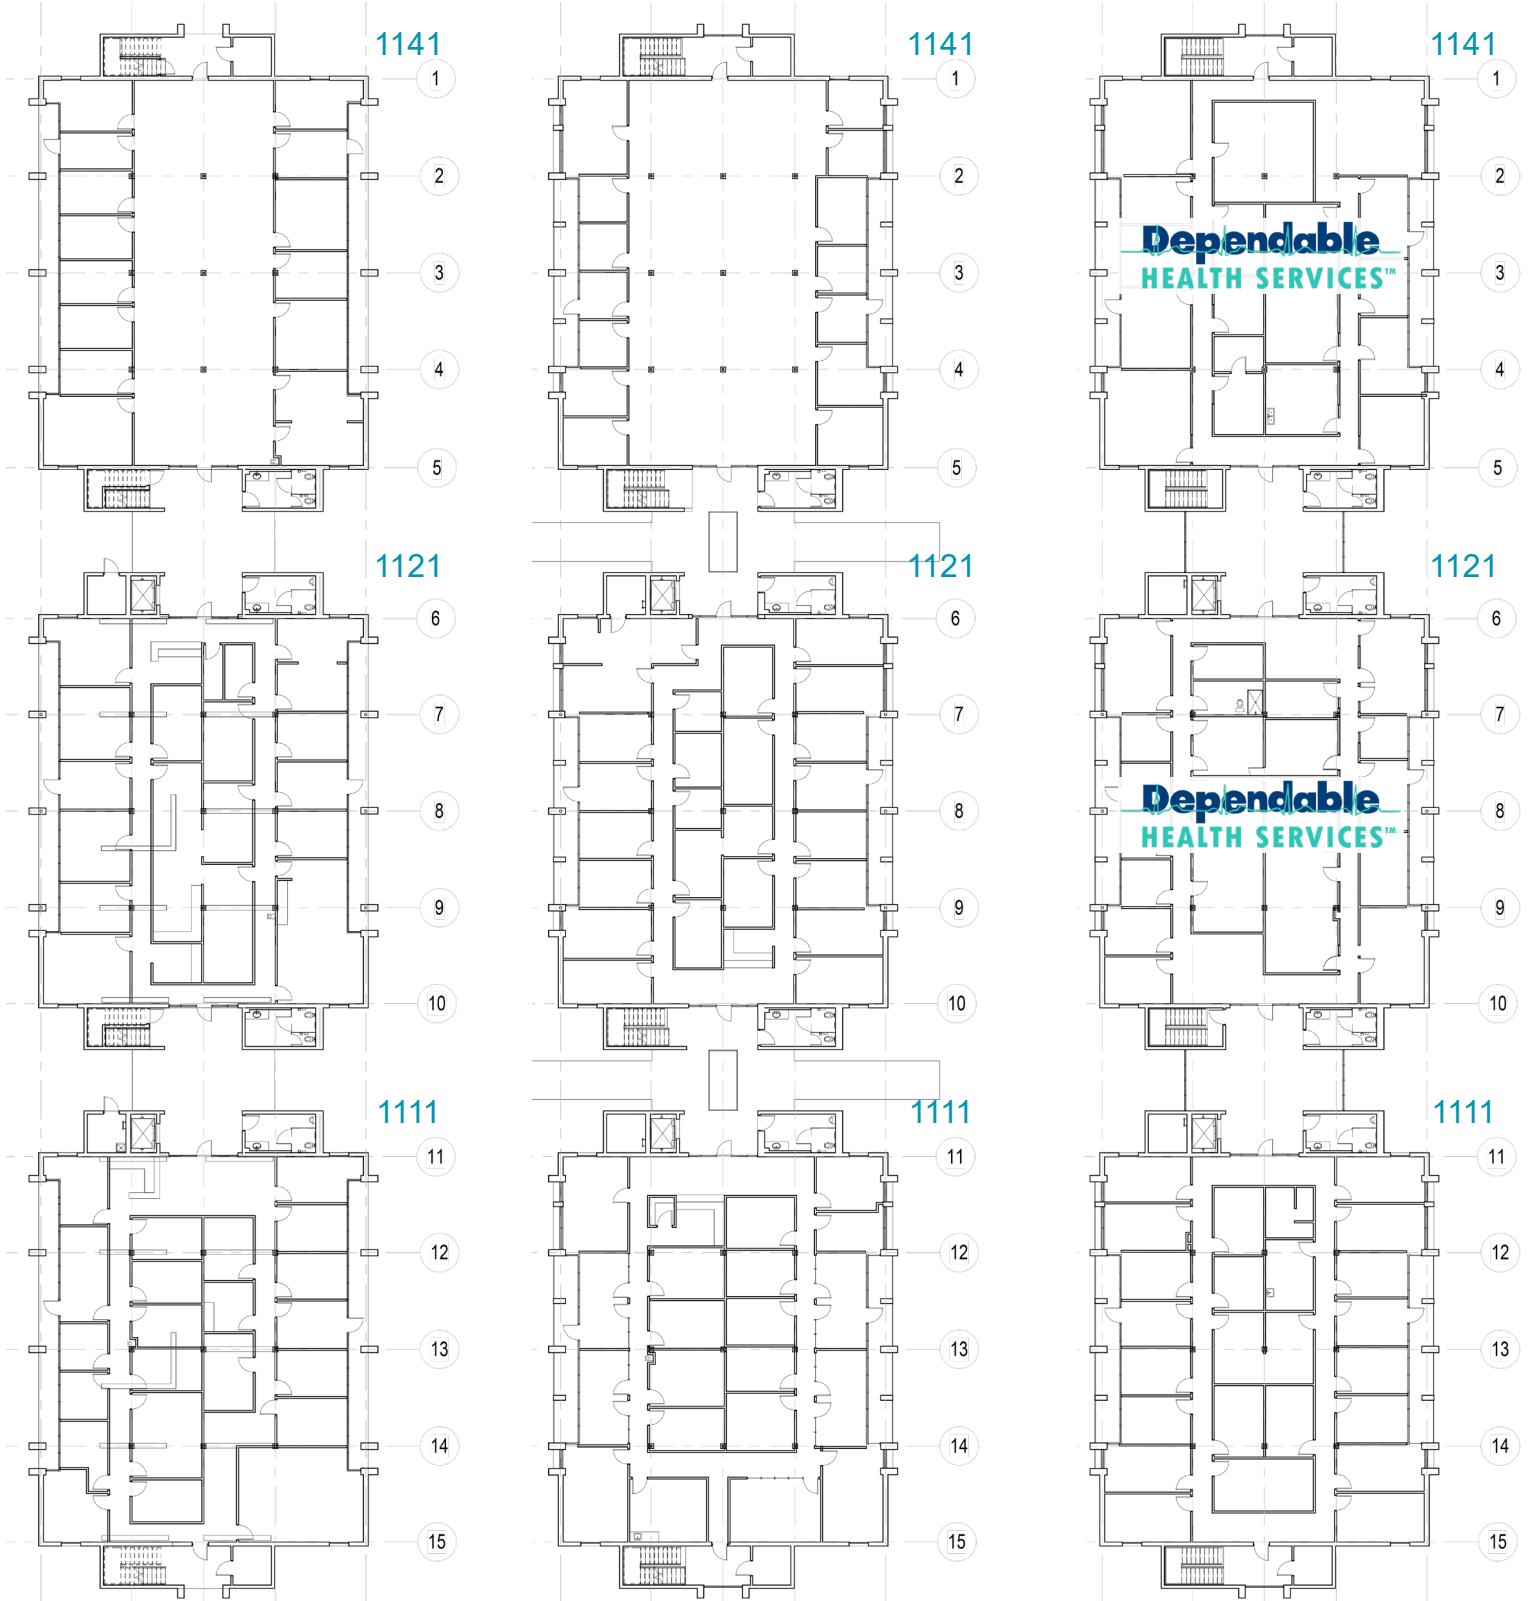 1141 1141 1141
1 1 1
2 2 2
Dependable
HEALTH SERVICES™
3 3 3
4 4 4
5 5 5
1121 1121 1121
6 6 6
7 7 7
Dependable
8 8 8
HEALTH SERVICES™
9 9 9
10 10 10
1111 1111 1111
11 11 11
12 12 12
13 13 13
14 14 14
15 15 15